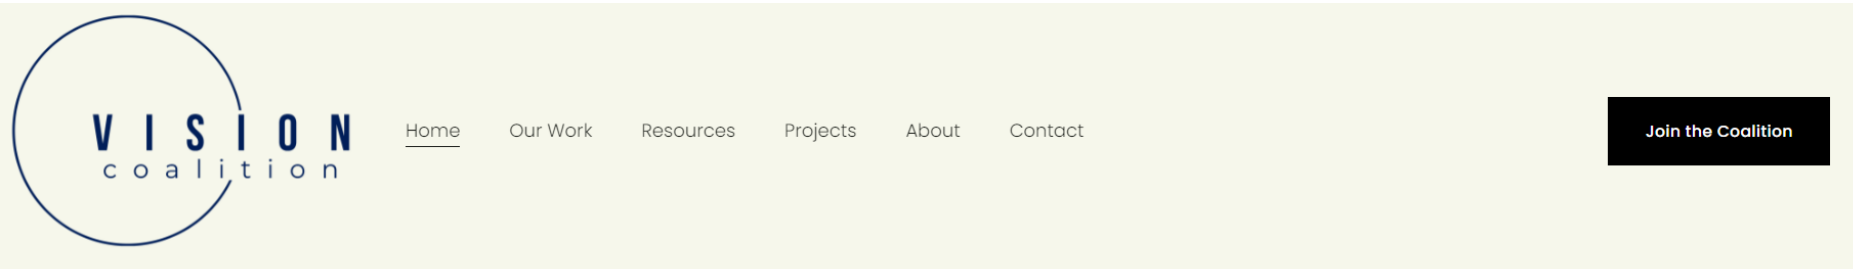 VISION
coalition
Home Our Work Resources Projects About Contact
Join the Coalition